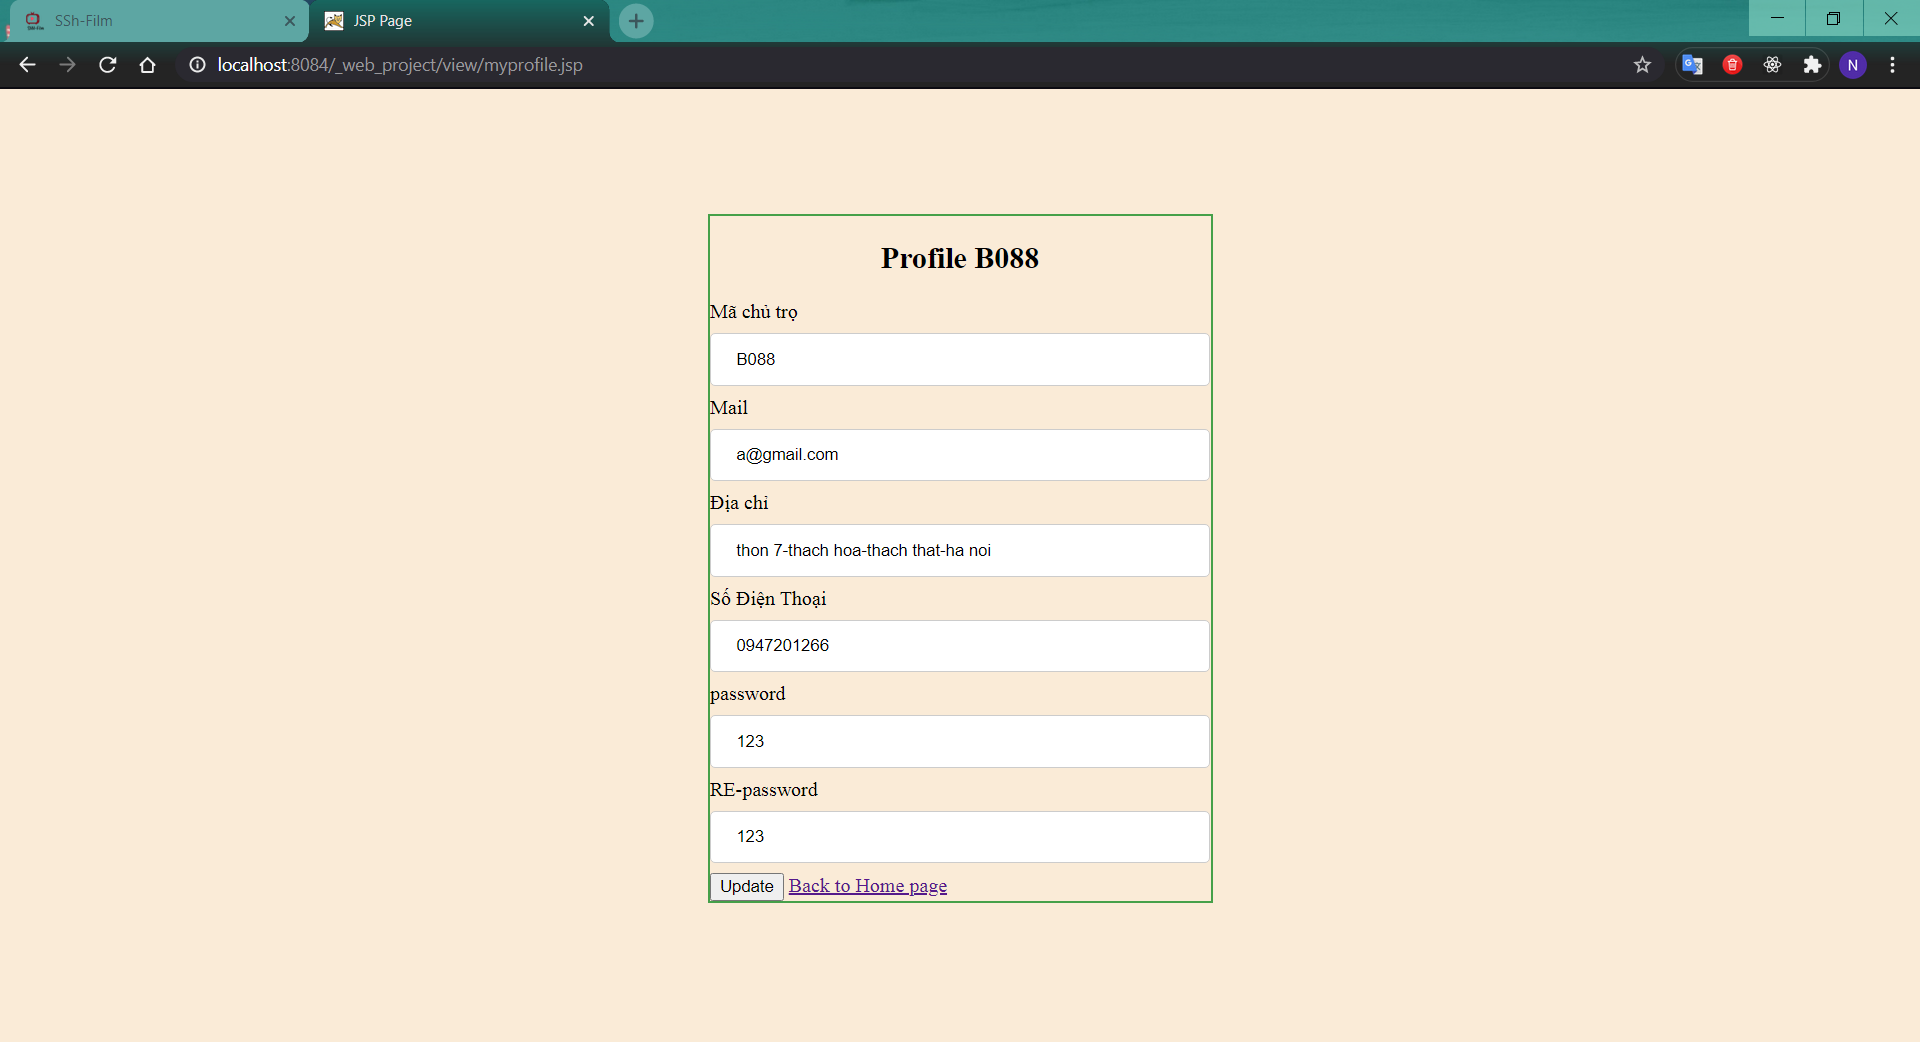 SSh-Film
JSP Page
localhost:8084/_web_project/view/myprofile.jsp
N
Profile B088
Mã chủ trọ
B088
Mail
a@gmail.com
Địa chỉ
thon 7-thach hoa-thach that-ha noi
Số Điện Thoại
0947201266
password
123
RE-password
123
Update Back to Home page